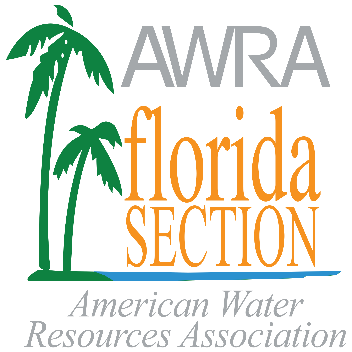 AWRA
florida
SECTION
American Water
Resources Association